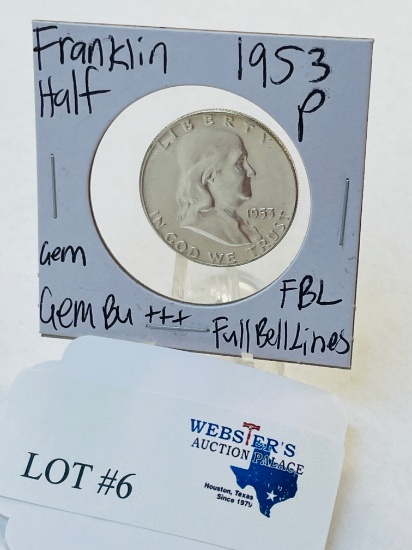 Franklin
Half
1953
P
LIBERTY
1953
IN GOD WE TRUST
Gem
Gem Bu +++
FBL
Full Bell Lines
LOT #6
WEBSTER'S
AUCTION PALACE
Houston, Texas
Since 1979